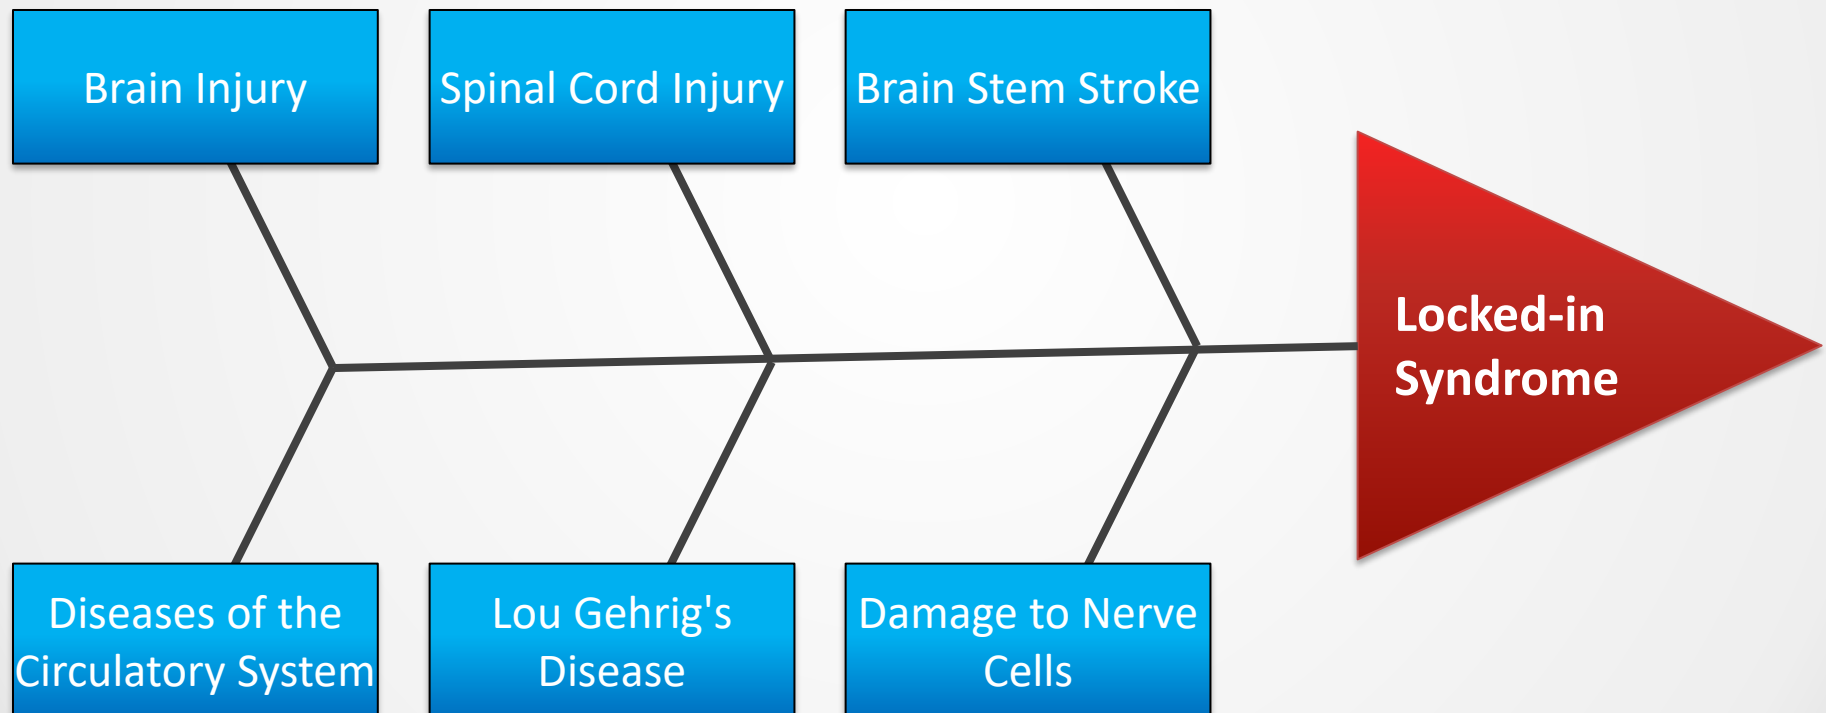 Brain Injury
Spinal Cord Injury
Brain Stem Stroke
Locked-in
Syndrome
Diseases of the
Circulatory System
Lou Gehrig's
Disease
Damage to Nerve
Cells